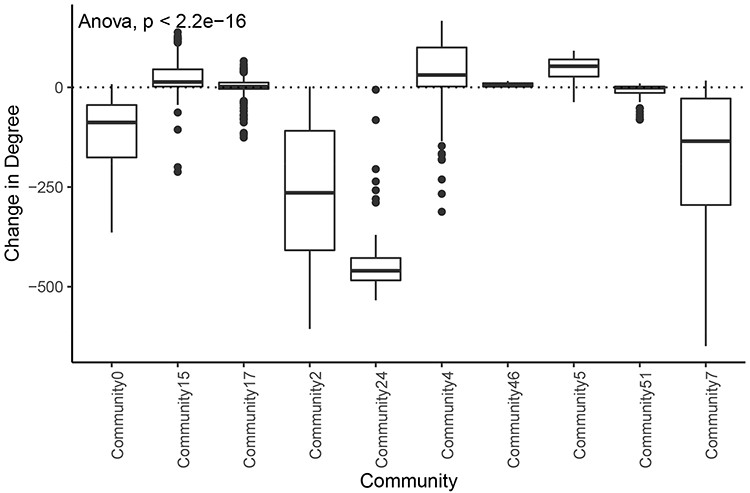 Anova, p < 2.2e−16
Change in Degree
0
−250
−500
Community0
Community15
Community17
Community2
Community24
Community4
Community46
Community5
Community51
Community7
Community